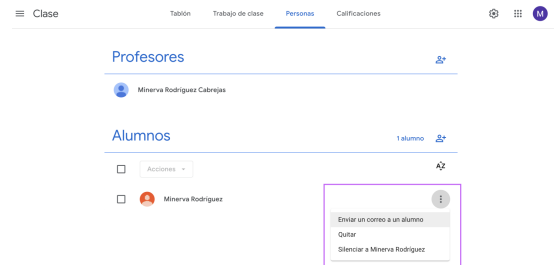 Clase
Tablón Trabajo de clase Personas Calificaciones
M
Profesores
Minerva Rodríguez Cabrejas
Alumnos
1 alumno
Acciones
AZ
Minerva Rodríguez
Enviar un correo a un alumno
Quitar
Silenciar a Minerva Rodríguez